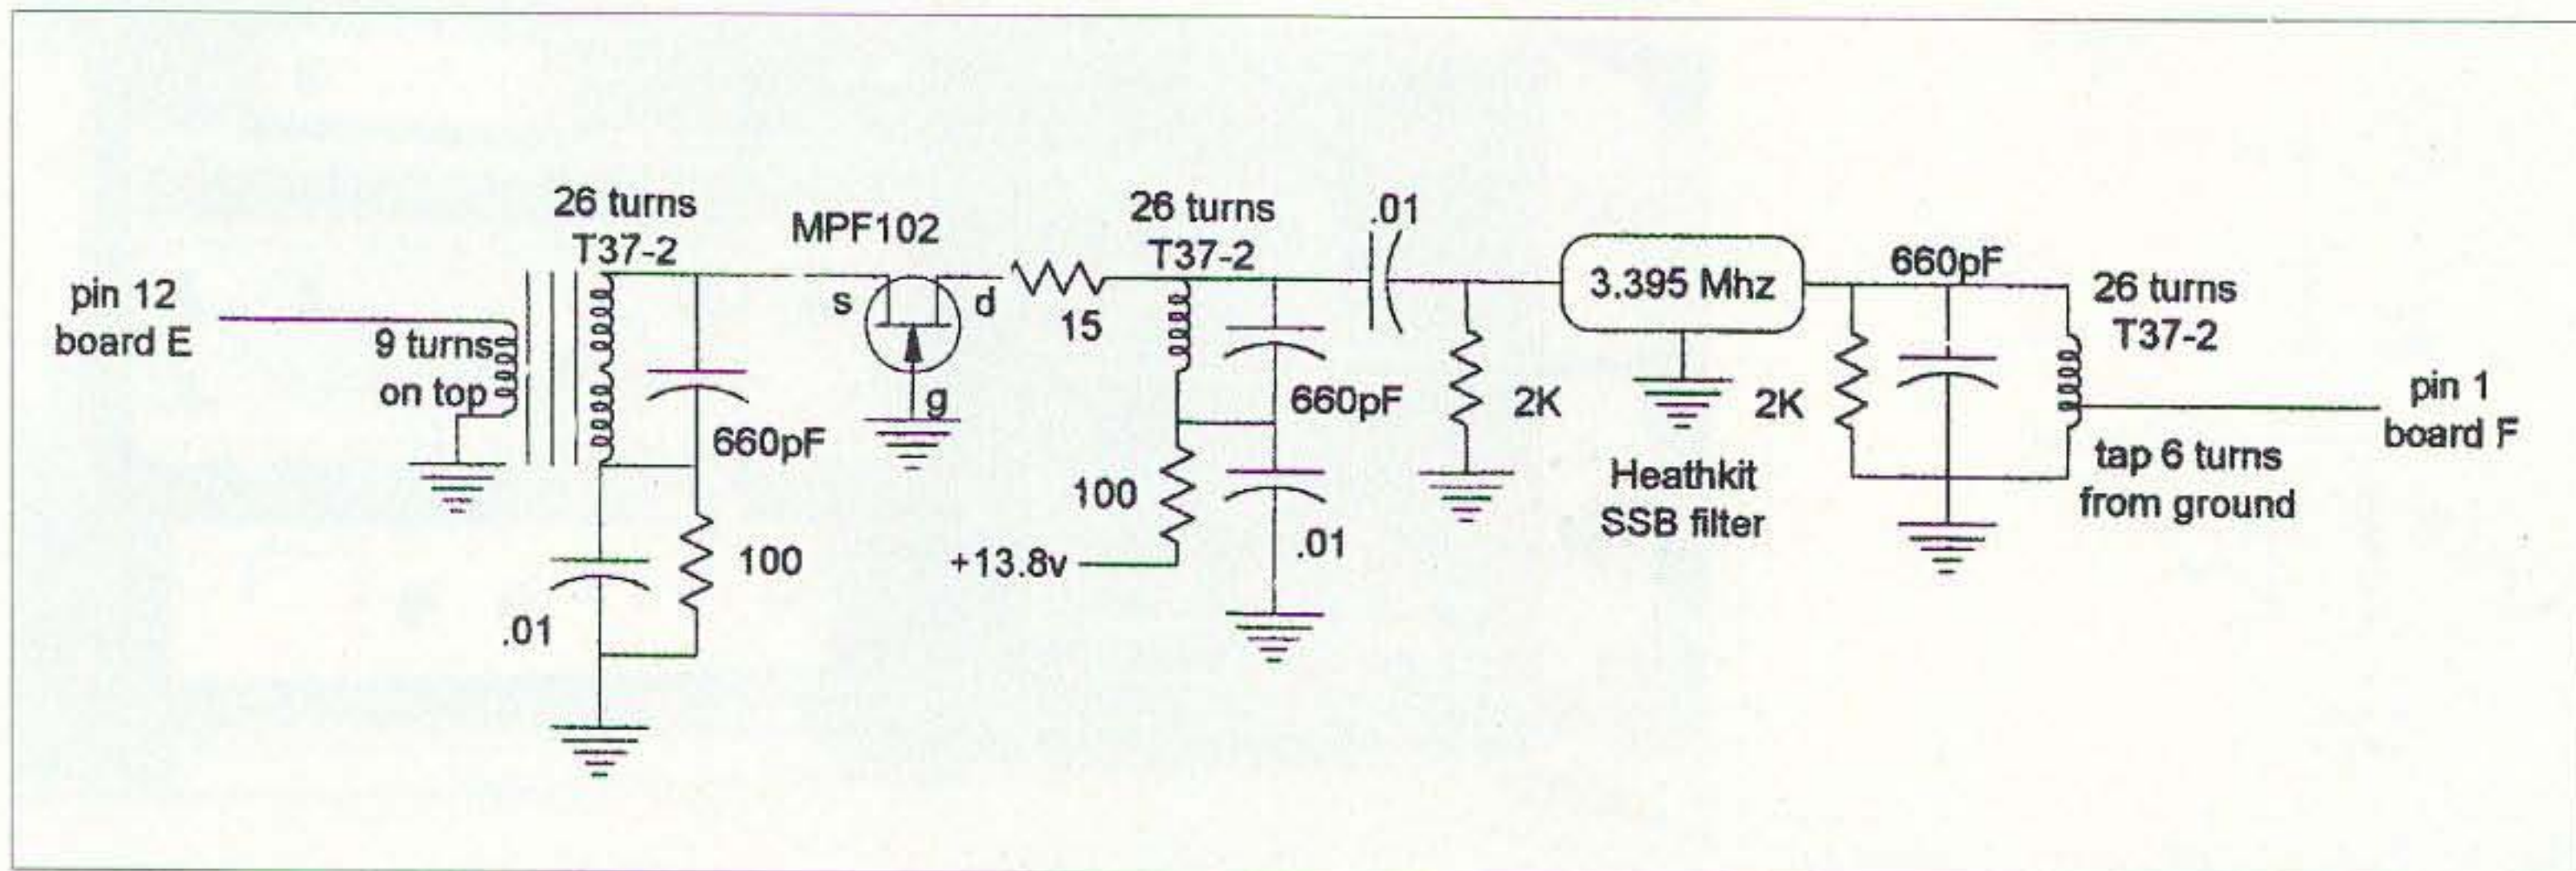 pin 12
board E
9 turns
on top
26 turns
T37-2
660pF
.01
100
MPF102
s
d
g
15
26 turns
T37-2
660pF
100
+13.8v
.01
.01
2K
3.395 Mhz
Heathkit
SSB filter
2K
660pF
26 turns
T37-2
tap 6 turns
from ground
pin 1
board F